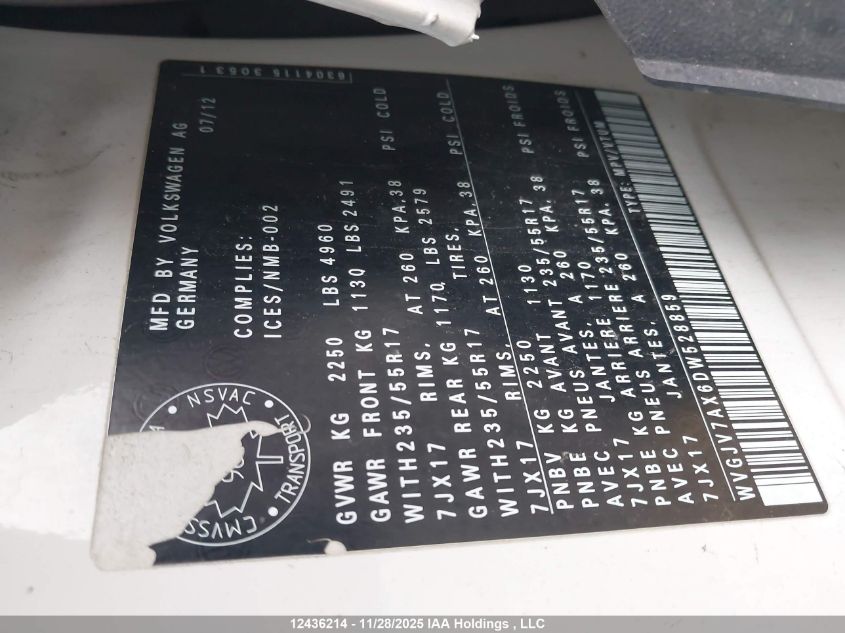 6304115 3053 1
MFD BY VOLKSWAGEN AG 07/12
GERMANY
COMPLIES:
ICES/NMB-002
NSVAC • TRANSPORT • CMVSS
GVWR KG 2250 LBS 4960
GAWR FRONT KG 1130 LBS 2491
WITH235/55R17 TIRES,
7JX17 RIMS, AT 260 KPA,38 PSI COLD
GAWR REAR KG 1170 LBS 2579
WITH235/55R17 TIRES,
7JX17 RIMS, AT 260 KPA,38 PSI COLD
PNBV KG 2250
PNBE KG AVANT 1130
AVEC PNEUS AVANT 235/55R17
7JX17 JANTES, A 260 KPA, 38 PSI FROIDS
PNBE KG ARRIERE 1170
AVEC PNEUS ARRIERE 235/55R17
7JX17 JANTES, A 260 KPA. 38 PSI FROIDS
WVGJV7AX6DW528859 TYPE: MPV/VTUM
12436214 - 11/28/2025 IAA Holdings , LLC